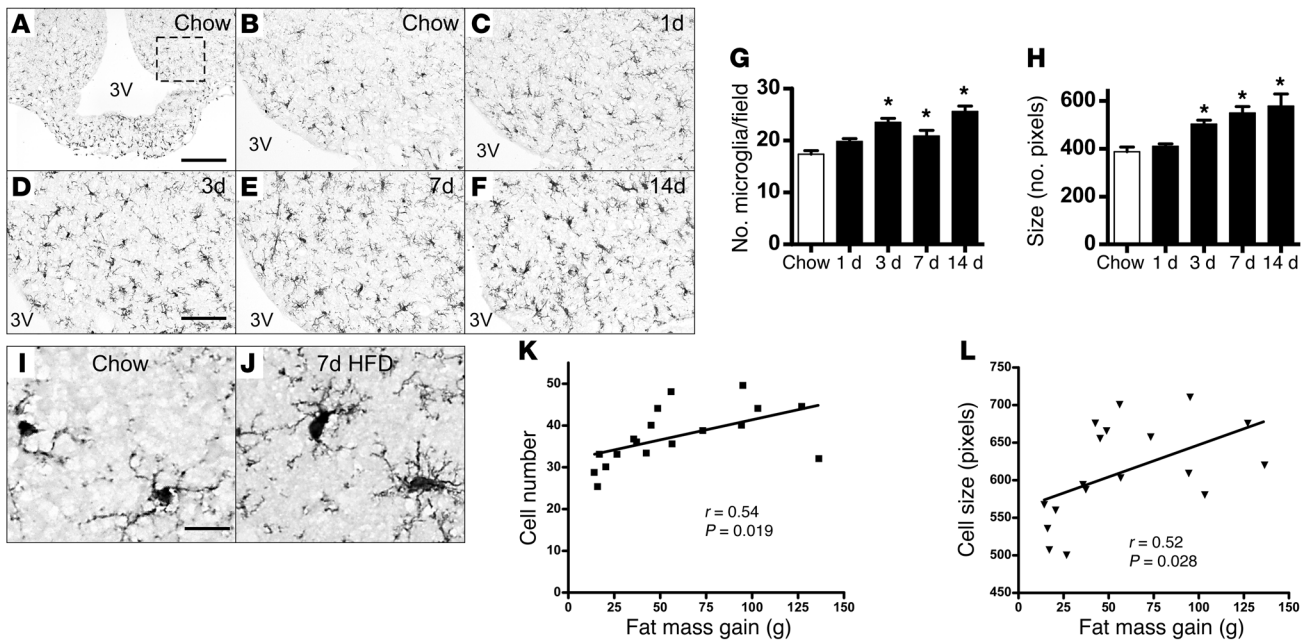 A Chow
3V
B Chow
3V
C 1d
3V
D 3d
3V
E 7d
3V
F 14d
3V
G
No. microglia/field
30
20
10
0
* * *
Chow 1 d 3 d 7 d 14 d
H
Size (no. pixels)
600
400
200
0
* * *
Chow 1 d 3 d 7 d 14 d
I Chow
J 7d HFD
K
Cell number
50
40
30
40
10
0
r = 0.54
P = 0.019
0 25 50 75 100 125 150
Fat mass gain (g)
L
Cell size (pixels)
750
700
650
600
550
500
450
r = 0.52
P = 0.028
0 25 50 75 100 125 150
Fat mass gain (g)